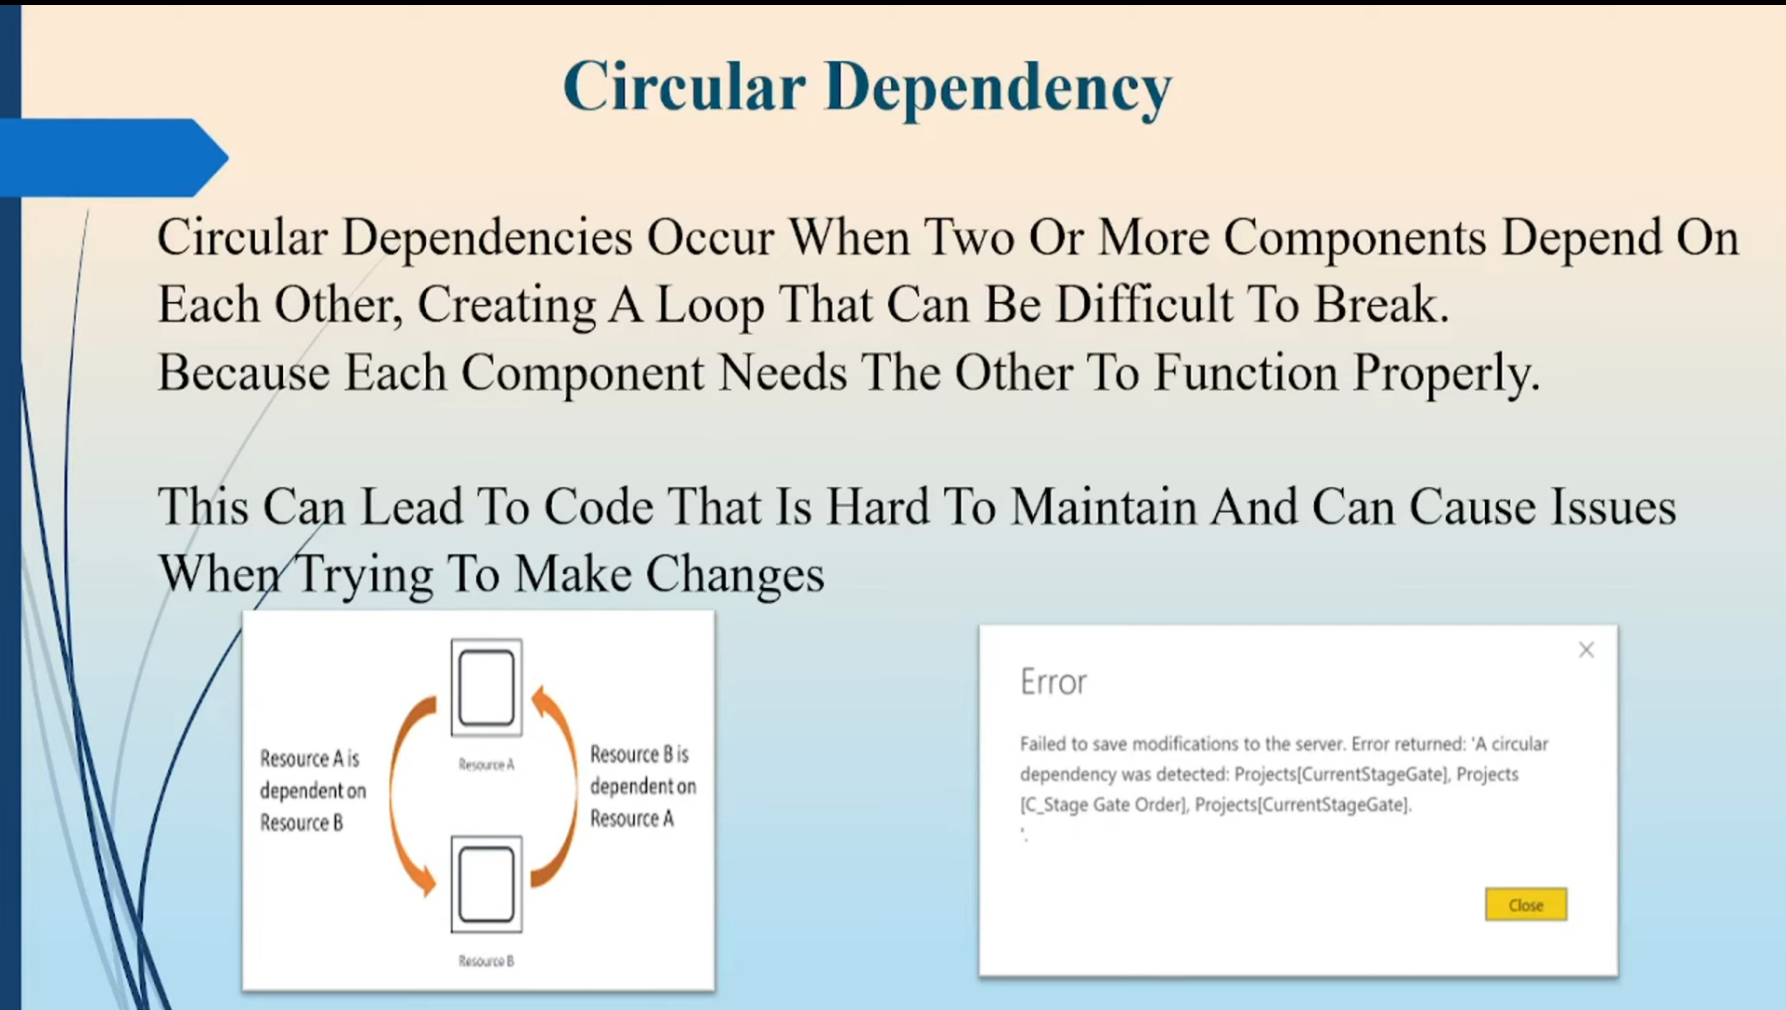 Circular Dependency
Circular Dependencies Occur When Two Or More Components Depend On
Each Other, Creating A Loop That Can Be Difficult To Break.
Because Each Component Needs The Other To Function Properly.
This Can Lead To Code That Is Hard To Maintain And Can Cause Issues
When Trying To Make Changes
Resource A
Resource A is
dependent on
Resource B
Resource B is
dependent on
Resource A
Resource B
Error
Failed to save modifications to the server. Error returned: 'A circular
dependency was detected: Projects[CurrentStageGate], Projects
[C_Stage Gate Order], Projects[CurrentStageGate].
'.
Close